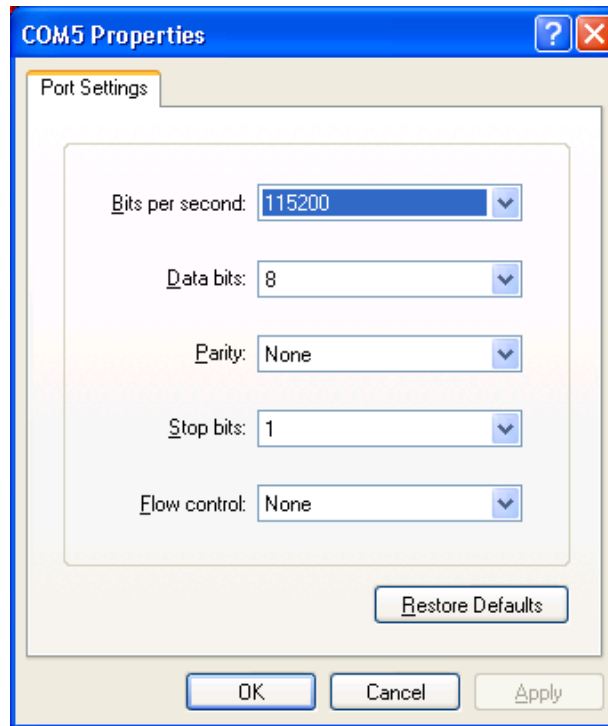 COM5 Properties
Port Settings
Bits per second: 115200
Data bits: 8
Parity: None
Stop bits: 1
Flow control: None
Restore Defaults
OK Cancel Apply